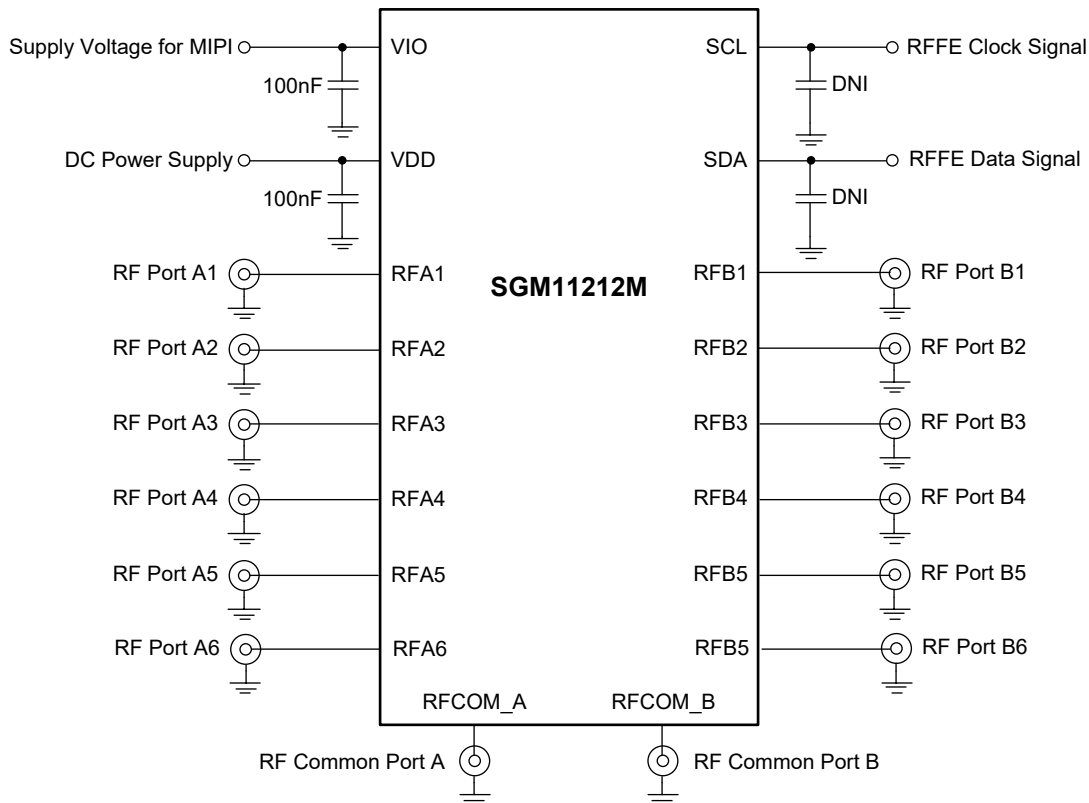 Supply Voltage for MIPI
VIO
SCL
RFFE Clock Signal
100nF
DNI
DC Power Supply
VDD
SDA
RFFE Data Signal
100nF
DNI
RF Port A1
RFA1
SGM11212M
RFB1
RF Port B1
RF Port A2
RFA2
RFB2
RF Port B2
RF Port A3
RFA3
RFB3
RF Port B3
RF Port A4
RFA4
RFB4
RF Port B4
RF Port A5
RFA5
RFB5
RF Port B5
RF Port A6
RFA6
RFB5
RF Port B6
RFCOM_A
RFCOM_B
RF Common Port A
RF Common Port B